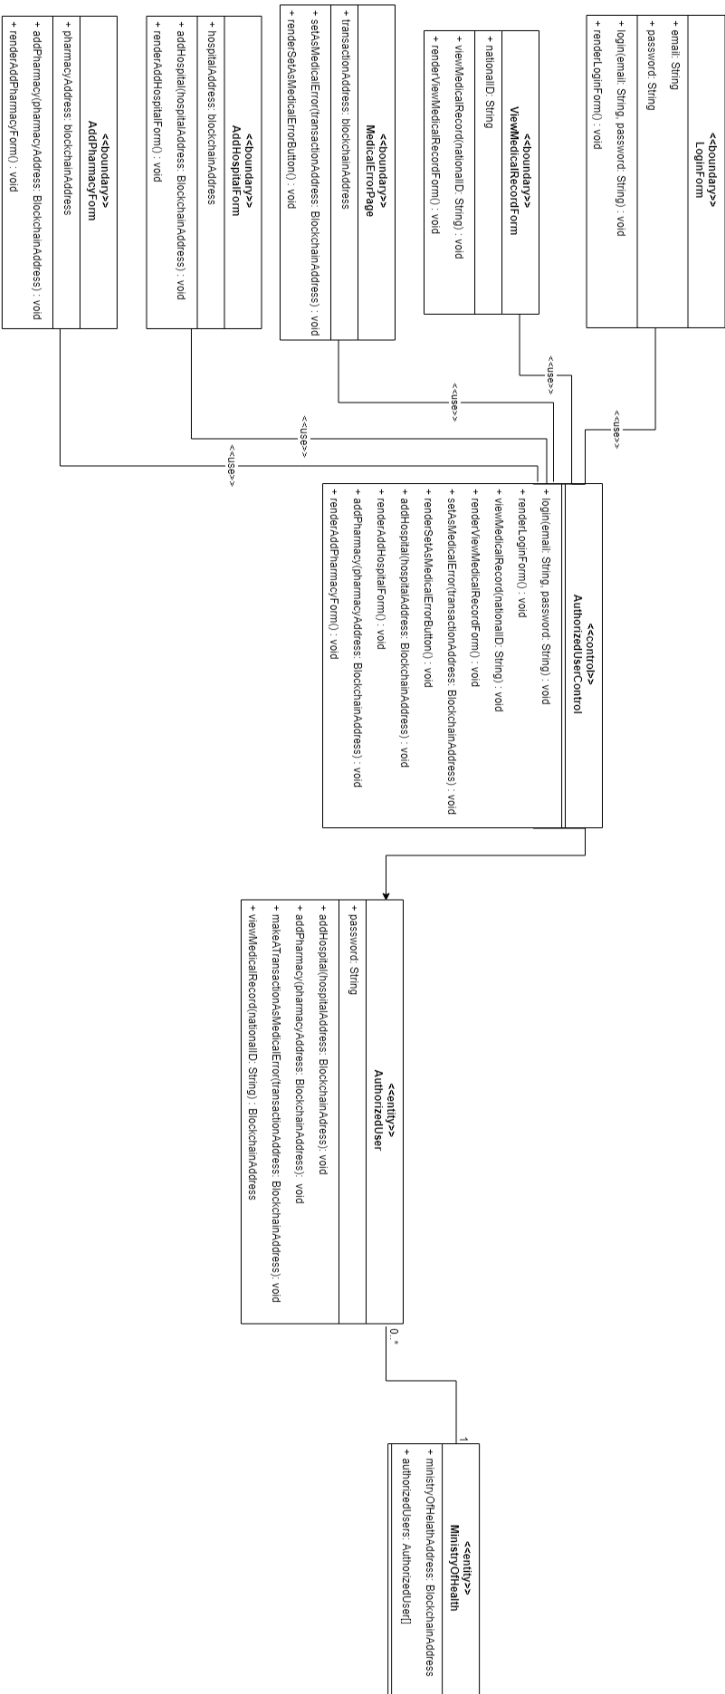 <<boundary>>
LoginForm
+ email: String
+ password: String
+ login(email: String, password: String) : void
+ renderLoginForm() : void
<<boundary>>
ViewMedicalRecordForm
+ nationalID: String
+ viewMedicalRecord(nationalID: String) : void
+ renderViewMedicalRecordForm() : void
<<boundary>>
MedicalErrorPage
+ transactionAddress: blockchainAddress
+ setAsMedicalError(transactionAddress: BlockchainAddress) : void
+ renderSetAsMedicalErrorButton() : void
<<boundary>>
AddHospitalForm
+ hospitalAddress: blockchainAddress
+ addHospital(hospitalAddress: BlockchainAddress) : void
+ renderAddHospitalForm() : void
<<boundary>>
AddPharmacyForm
+ pharmacyAddress: blockchainAddress
+ addPharmacy(pharmacyAddress: BlockchainAddress) : void
+ renderAddPharmacyForm() : void
<<use>>
<<use>>
<<use>>
<<use>>
<<use>>
<<control>>
AuthorizedUserControl
+ login(email: String, password: String) : void
+ renderLoginForm() : void
+ viewMedicalRecord(nationalID: String) : void
+ renderViewMedicalRecordForm() : void
+ setAsMedicalError(transactionAddress: BlockchainAddress) : void
+ renderSetAsMedicalErrorButton() : void
+ addHospital(hospitalAddress: BlockchainAddress) : void
+ renderAddHospitalForm() : void
+ addPharmacy(pharmacyAddress: BlockchainAddress) : void
+ renderAddPharmacyForm() : void
<<entity>>
AuthorizedUser
+ password: String
+ addHospital(hospitalAddress: BlockchainAdress): void
+ addPharmacy(pharmacyAddress: BlockchainAddress): void
+ makeATransactionAsMedicalError(transactionAddress: BlockchainAddress): void
+ viewMedicalRecord(nationalID: String) : BlockchainAddress
0..*
1
<<entity>>
MinistryOfHealth
+ ministryOfHelathAddress: BlockchainAddress
+ authorizedUsers: AuthorizedUser[]